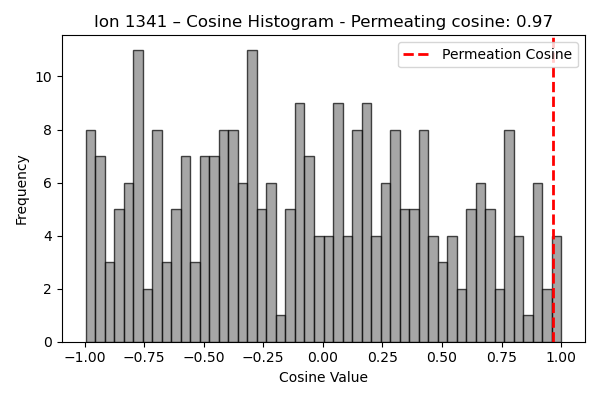 Ion 1341 – Cosine Histogram - Permeating cosine: 0.97
Permeation Cosine
Frequency
10
8
6
4
2
0
−1.00 −0.75 −0.50 −0.25 0.00 0.25 0.50 0.75 1.00
Cosine Value